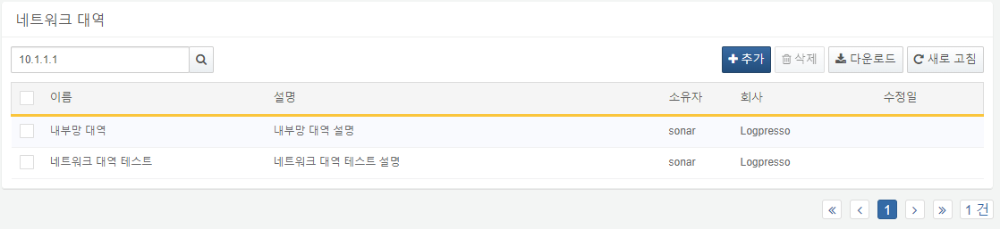 네트워크 대역
10.1.1.1 추가 삭제 다운로드 새로 고침
이름 설명 소유자 회사 수정일
내부망 대역 내부망 대역 설명 sonar Logpresso
네트워크 대역 테스트 네트워크 대역 테스트 설명 sonar Logpresso
« ‹ 1 › » 1 건